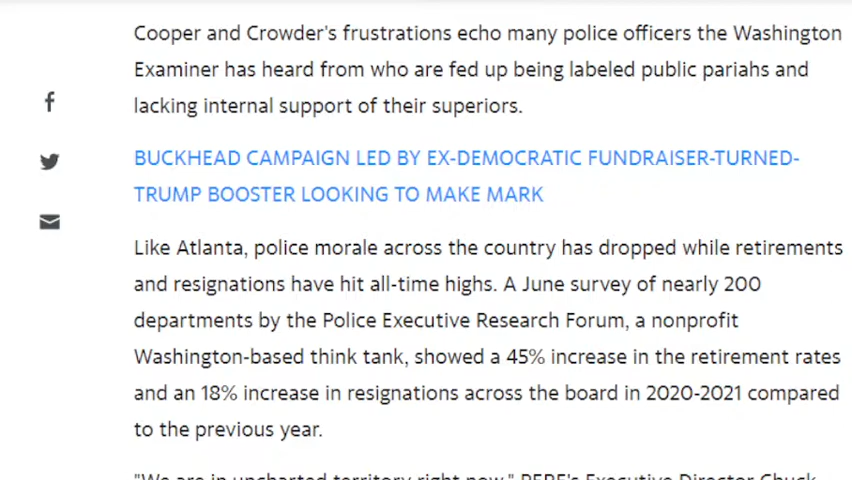 Cooper and Crowder's frustrations echo many police officers the Washington
Examiner has heard from who are fed up being labeled public pariahs and
lacking internal support of their superiors.
BUCKHEAD CAMPAIGN LED BY EX-DEMOCRATIC FUNDRAISER-TURNED-
TRUMP BOOSTER LOOKING TO MAKE MARK
Like Atlanta, police morale across the country has dropped while retirements
and resignations have hit all-time highs. A June survey of nearly 200
departments by the Police Executive Research Forum, a nonprofit
Washington-based think tank, showed a 45% increase in the retirement rates
and an 18% increase in resignations across the board in 2020-2021 compared
to the previous year.
"We are in uncharted territory right now," PERF's Executive Director Chuck